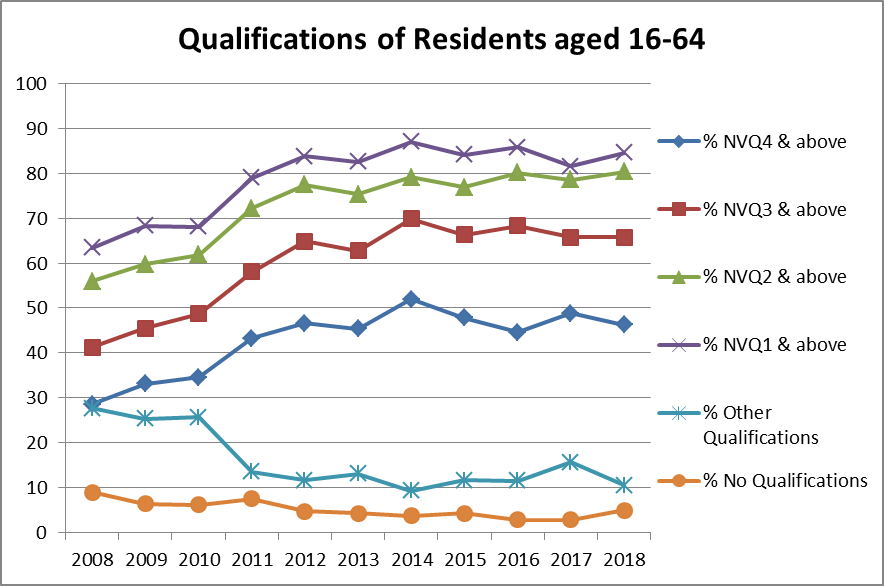 Qualifications of Residents aged 16-64
100
90
80
70
60
50
40
30
20
10
0
2008 2009 2010 2011 2012 2013 2014 2015 2016 2017 2018
% NVQ4 & above
% NVQ3 & above
% NVQ2 & above
% NVQ1 & above
% Other
Qualifications
% No Qualifications